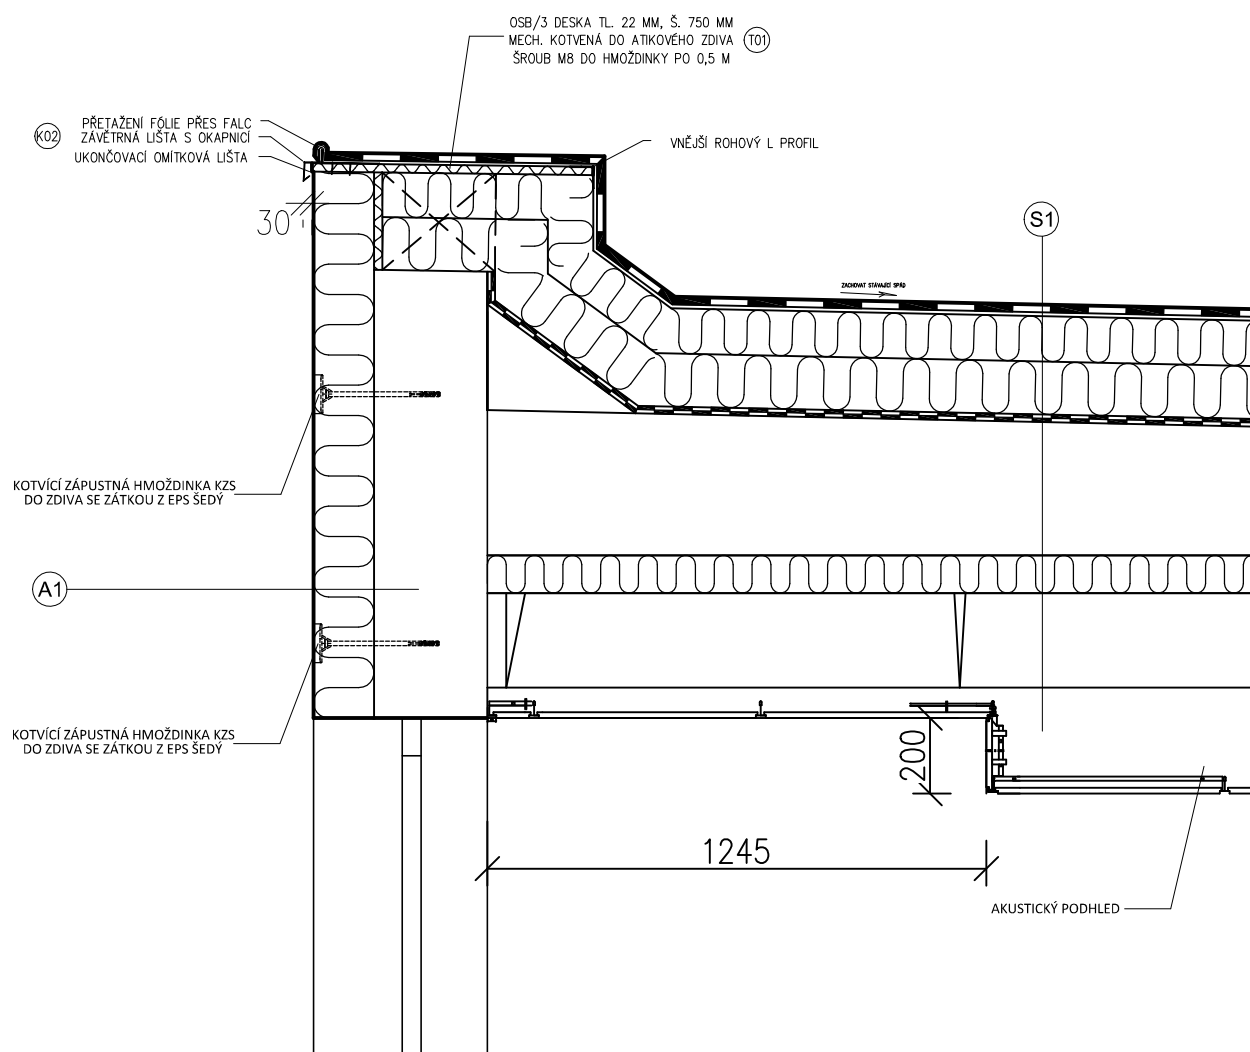 OSB/3 DESKA TL. 22 MM, Š. 750 MM
MECH. KOTVENÁ DO ATIKOVÉHO ZDIVA
ŠROUB M8 DO HMOŽDINKY PO 0,5 M
T01
K02
PŘETAŽENÍ FÓLIE PŘES FALC
ZÁVĚTRNÁ LIŠTA S OKAPNICÍ
UKONČOVACÍ OMÍTKOVÁ LIŠTA
VNĚJŠÍ ROHOVÝ L PROFIL
30
S1
ZACHOVAT STÁVAJÍCÍ SPÁD
KOTVÍCÍ ZÁPUSTNÁ HMOŽDINKA KZS
DO ZDIVA SE ZÁTKOU Z EPS ŠEDÝ
A1
KOTVÍCÍ ZÁPUSTNÁ HMOŽDINKA KZS
DO ZDIVA SE ZÁTKOU Z EPS ŠEDÝ
200
1245
AKUSTICKÝ PODHLED